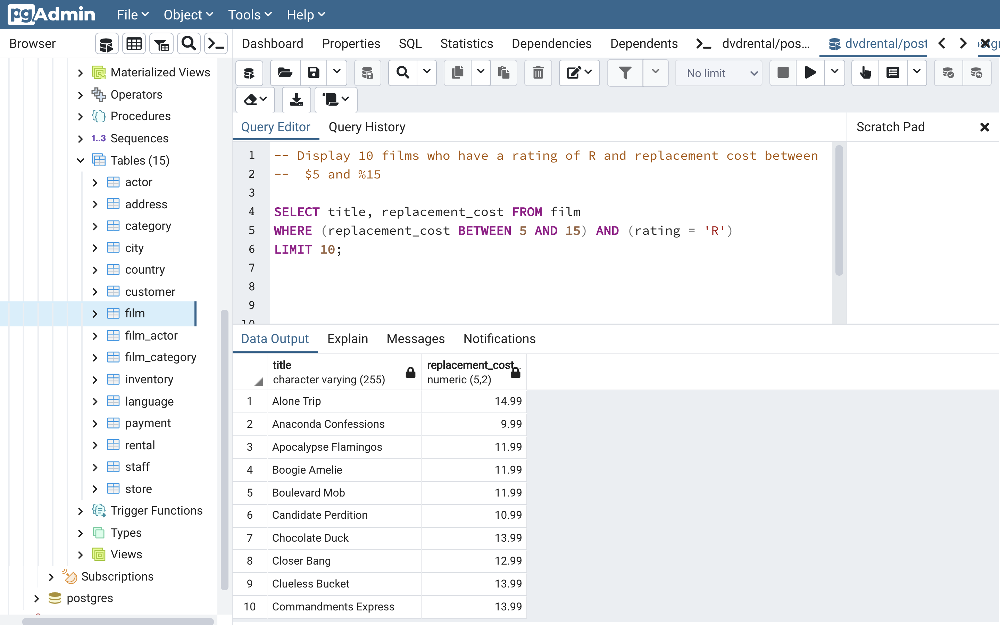 pgAdmin File Object Tools Help
Browser
Dashboard Properties SQL Statistics Dependencies Dependents dvdrental/pos... dvdrental/post
No limit
Materialized Views
Operators
Procedures
1..3 Sequences
Tables (15)
actor
address
category
city
country
customer
film
film_actor
film_category
inventory
language
payment
rental
staff
store
Trigger Functions
Types
Views
Subscriptions
postgres
Query Editor Query History
Scratch Pad
1 -- Display 10 films who have a rating of R and replacement cost between
2 --  $5 and %15
3
4 SELECT title, replacement_cost FROM film
5 WHERE (replacement_cost BETWEEN 5 AND 15) AND (rating = 'R')
6 LIMIT 10;
7
8
9
10
Data Output Explain Messages Notifications
title replacement_cost
character varying (255) numeric (5,2)
1 Alone Trip 14.99
2 Anaconda Confessions 9.99
3 Apocalypse Flamingos 11.99
4 Boogie Amelie 11.99
5 Boulevard Mob 11.99
6 Candidate Perdition 10.99
7 Chocolate Duck 13.99
8 Closer Bang 12.99
9 Clueless Bucket 13.99
10 Commandments Express 13.99